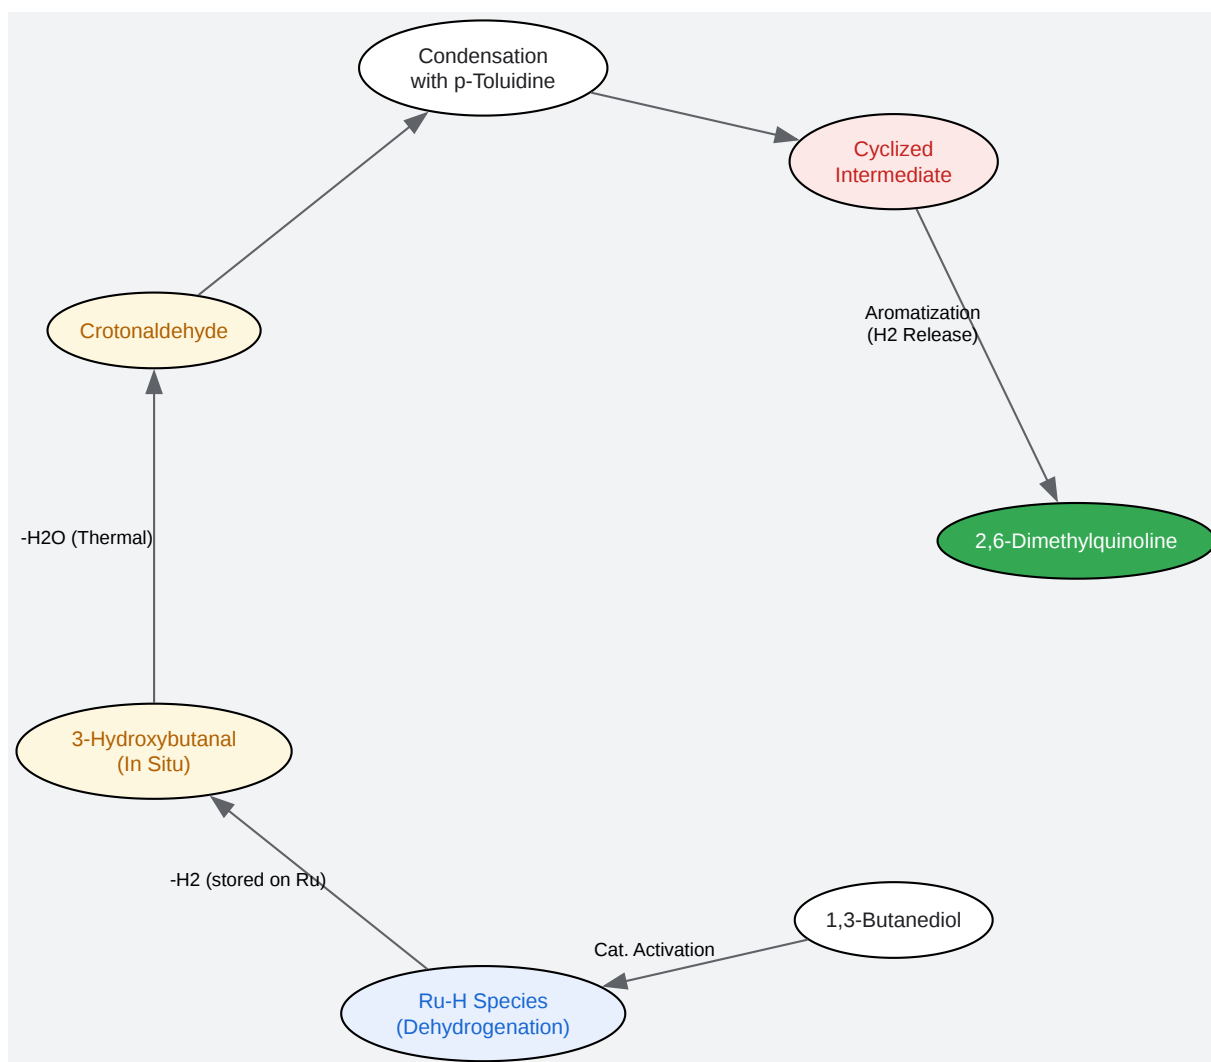 Condensation
with p-Toluidine
Cyclized
Intermediate
Aromatization
(H2 Release)
Crotonaldehyde
-H2O (Thermal)
2,6-Dimethylquinoline
3-Hydroxybutanal
(In Situ)
-H2 (stored on Ru)
1,3-Butanediol
Cat. Activation
Ru-H Species
(Dehydrogenation)